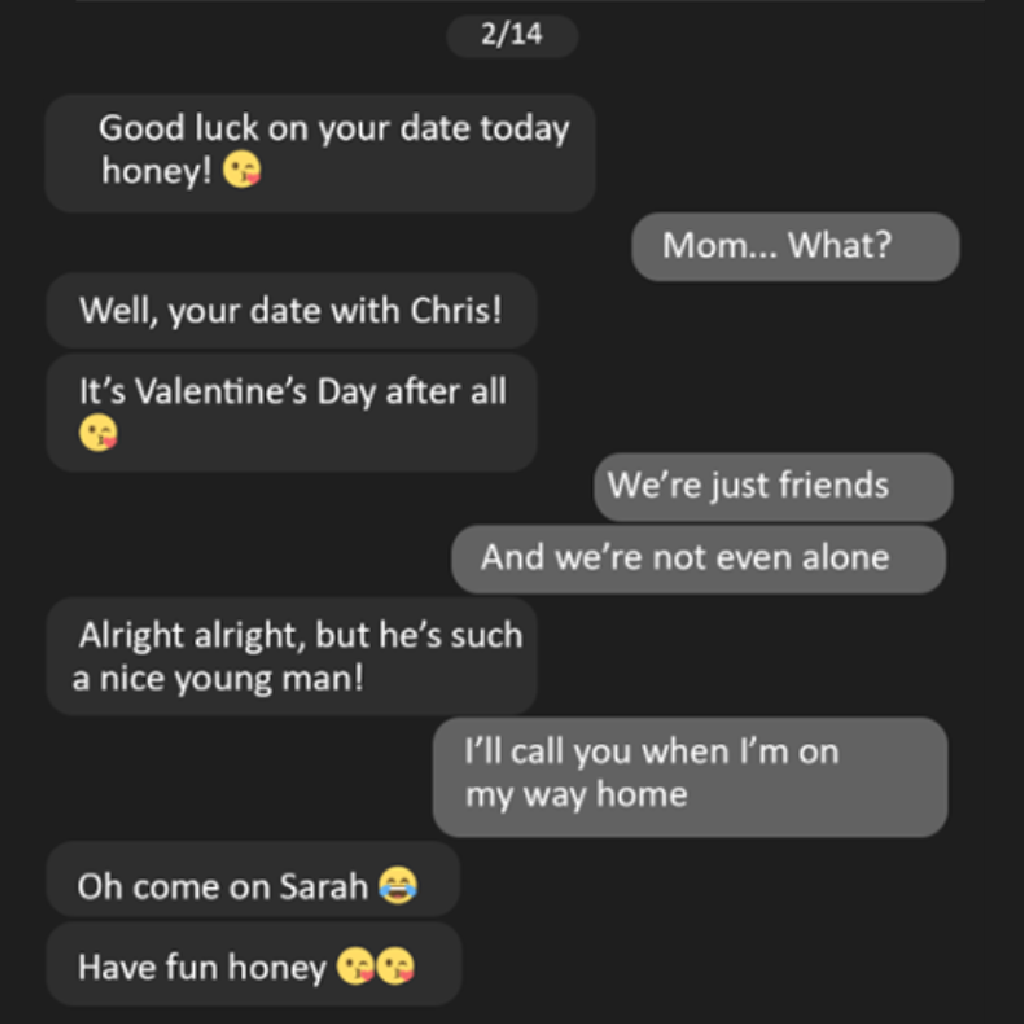 2/14
Good luck on your date today
honey! 😘
Mom... What?
Well, your date with Chris!
It’s Valentine’s Day after all
😘
We’re just friends
And we’re not even alone
Alright alright, but he’s such
a nice young man!
I’ll call you when I’m on
my way home
Oh come on Sarah 😂
Have fun honey 😘😘